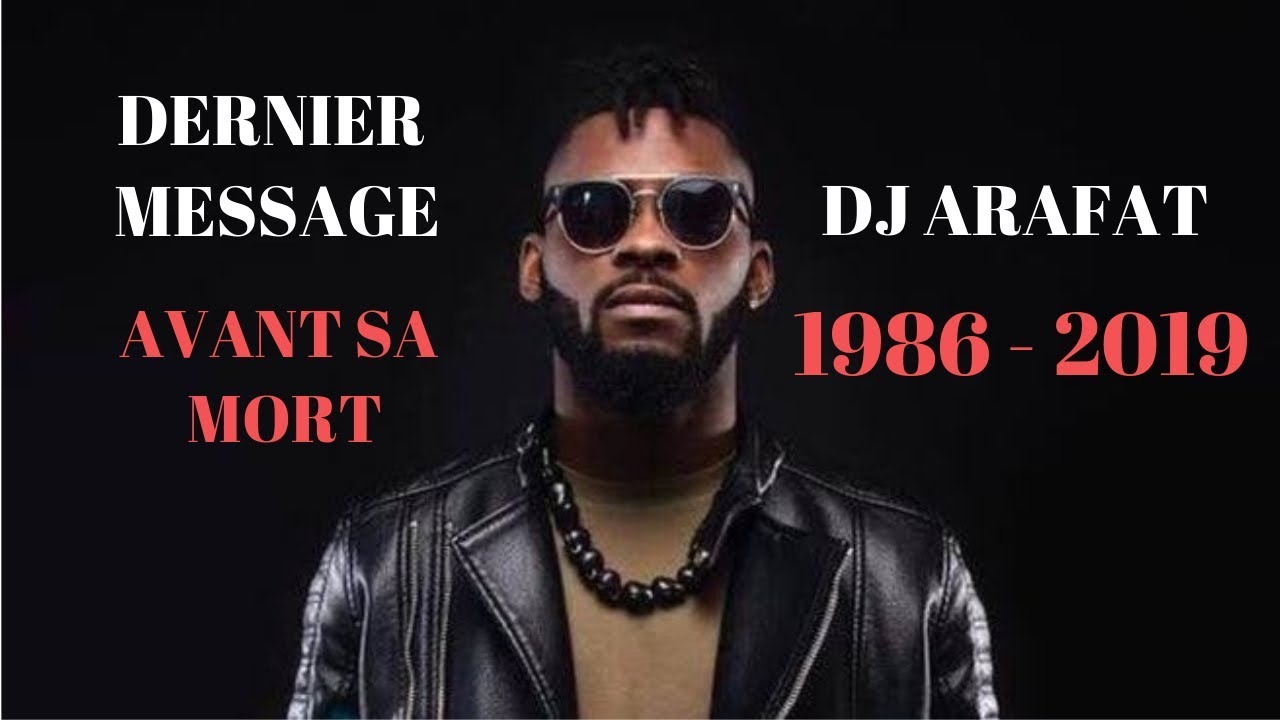 DERNIER
MESSAGE
AVANT SA
MORT
DJ ARAFAT
1986 - 2019